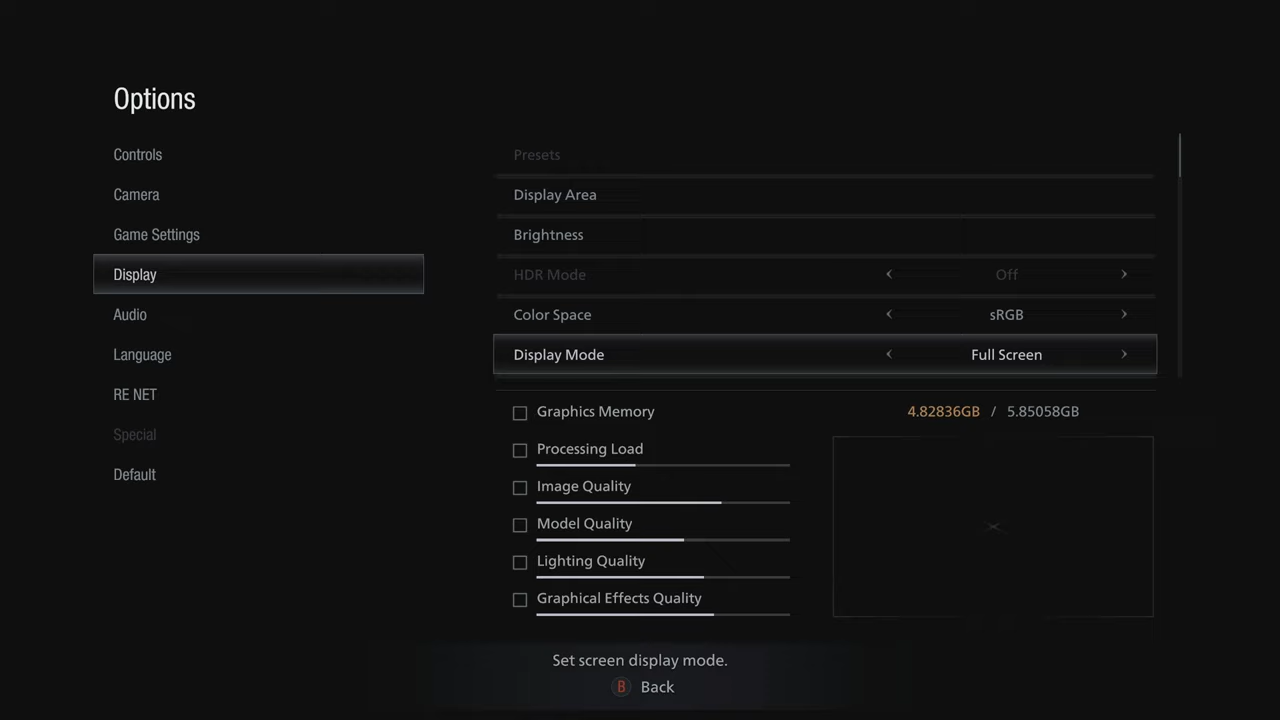 Options
Controls
Camera
Game Settings
Display
Audio
Language
RE NET
Special
Default
Presets
Display Area
Brightness
HDR Mode Off
Color Space sRGB
Display Mode Full Screen
Graphics Memory 4.82836GB / 5.85058GB
Processing Load
Image Quality
Model Quality
Lighting Quality
Graphical Effects Quality
Set screen display mode.
B Back